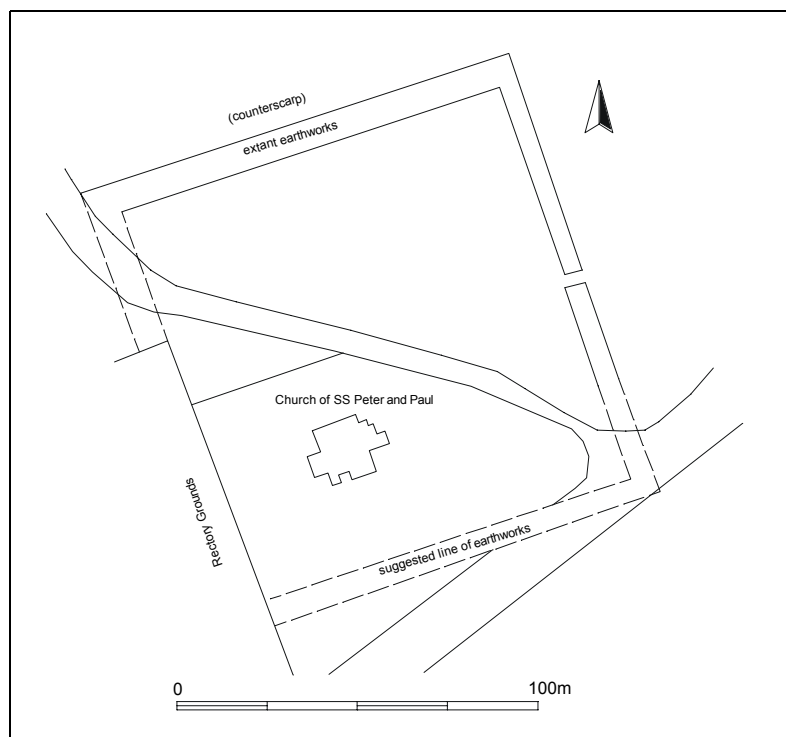 (counterscarp)
extant earthworks
Church of SS Peter and Paul
Rectory Grounds
suggested line of earthworks
0
100m